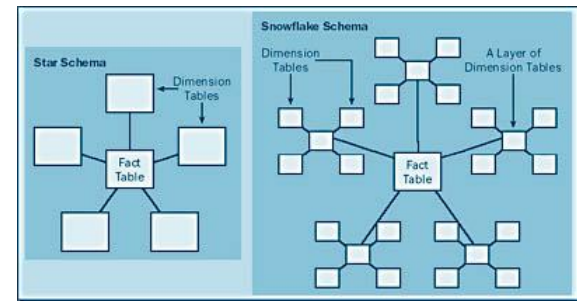 Star Schema
Dimension
Tables
Fact
Table
Snowflake Schema
Dimension
Tables
A Layer of
Dimension Tables
Fact
Table